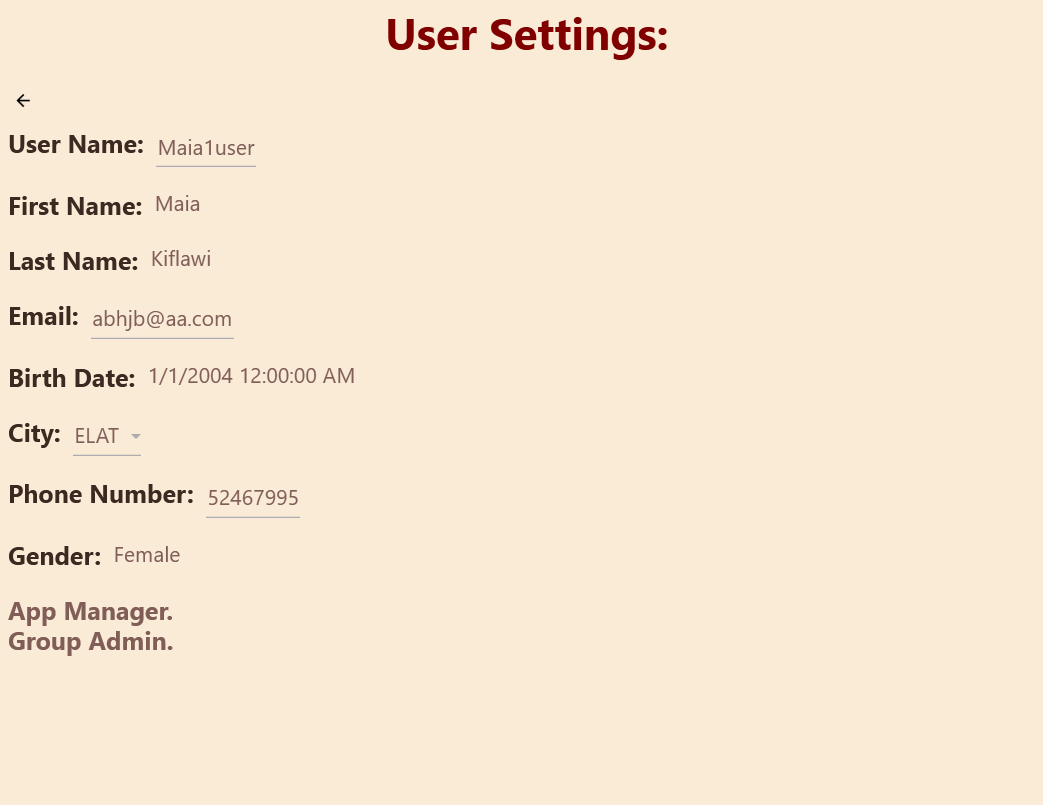 User Settings:
User Name: Maia1user
First Name: Maia
Last Name: Kiflawi
Email: abhjb@aa.com
Birth Date: 1/1/2004 12:00:00 AM
City: ELAT
Phone Number: 52467995
Gender: Female
App Manager.
Group Admin.